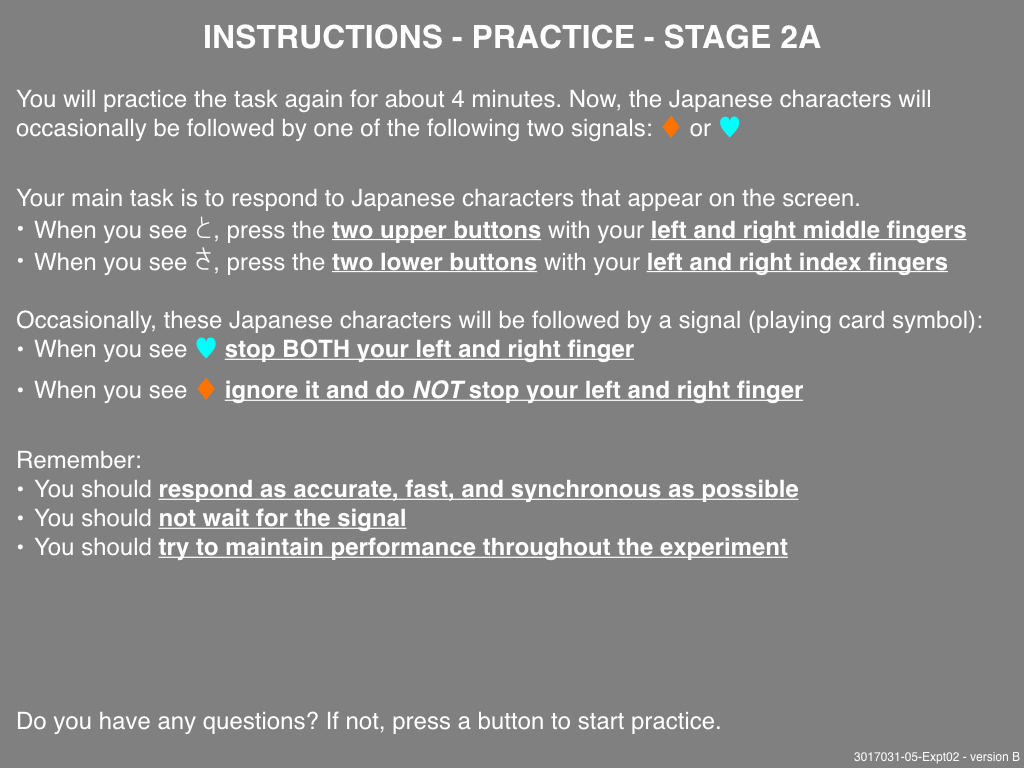 INSTRUCTIONS - PRACTICE - STAGE 2A
You will practice the task again for about 4 minutes. Now, the Japanese characters will
occasionally be followed by one of the following two signals: ♦ or ♥
Your main task is to respond to Japanese characters that appear on the screen.
• When you see と, press the two upper buttons with your left and right middle fingers
• When you see さ, press the two lower buttons with your left and right index fingers
Occasionally, these Japanese characters will be followed by a signal (playing card symbol):
• When you see ♥ stop BOTH your left and right finger
• When you see ♦ ignore it and do NOT stop your left and right finger
Remember:
• You should respond as accurate, fast, and synchronous as possible
• You should not wait for the signal
• You should try to maintain performance throughout the experiment
Do you have any questions? If not, press a button to start practice.
3017031-05-Expt02 - version B